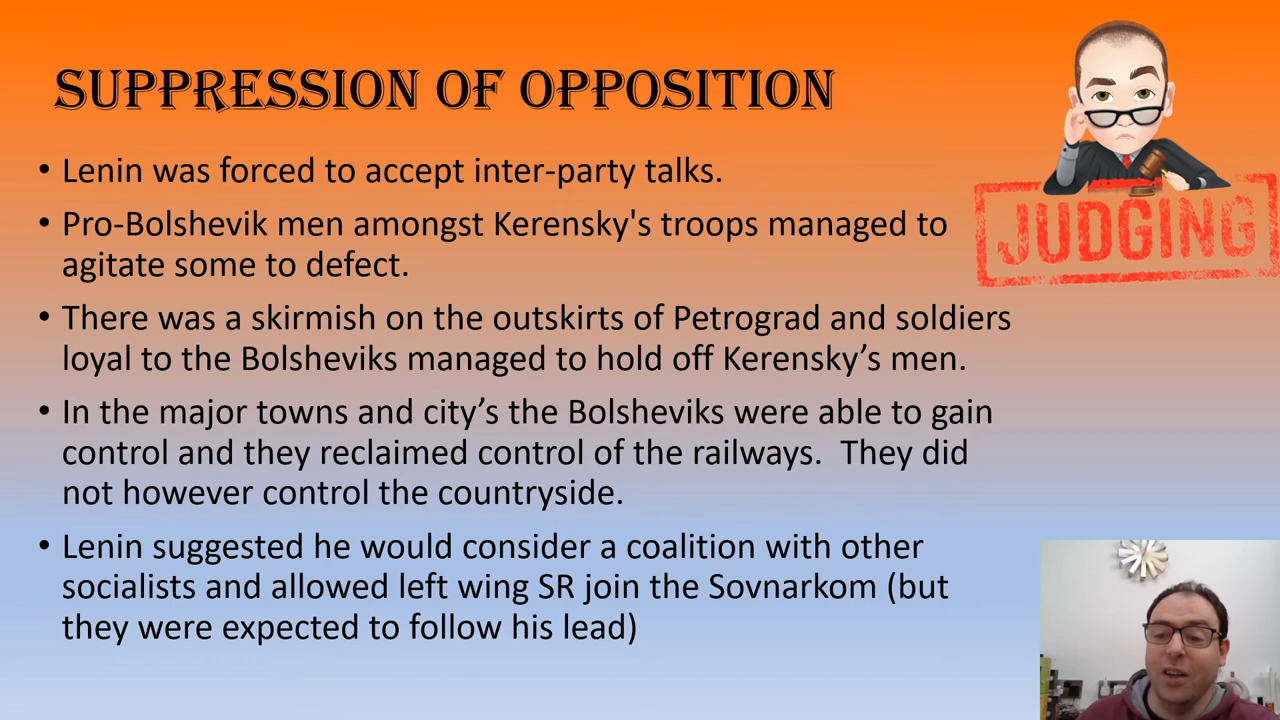 SUPPRESSION OF OPPOSITION
JUDGING
• Lenin was forced to accept inter-party talks.
• Pro-Bolshevik men amongst Kerensky's troops managed to
agitate some to defect.
• There was a skirmish on the outskirts of Petrograd and soldiers
loyal to the Bolsheviks managed to hold off Kerensky’s men.
• In the major towns and city’s the Bolsheviks were able to gain
control and they reclaimed control of the railways.  They did
not however control the countryside.
• Lenin suggested he would consider a coalition with other
socialists and allowed left wing SR join the Sovnarkom (but
they were expected to follow his lead)